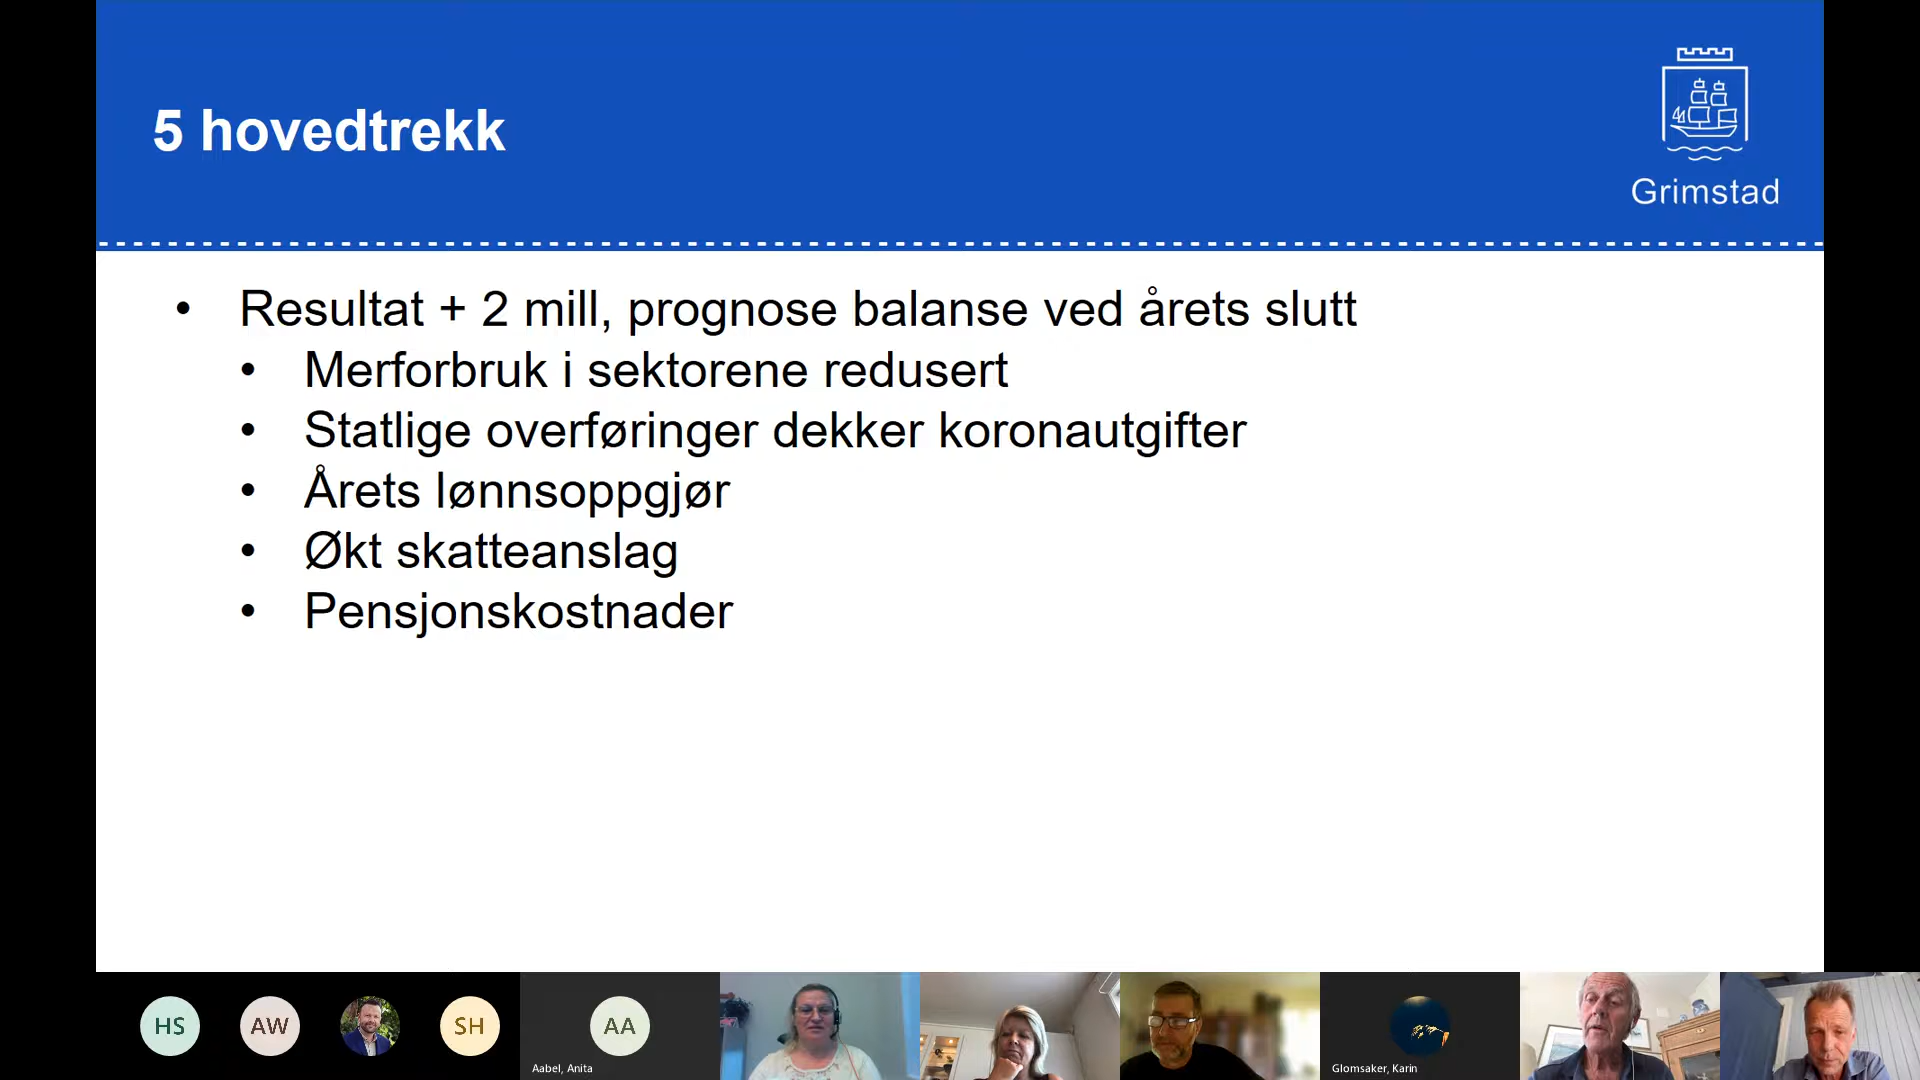 5 hovedtrekk
Grimstad
• Resultat + 2 mill, prognose balanse ved årets slutt
• Merforbruk i sektorene redusert
• Statlige overføringer dekker koronautgifter
• Årets lønnsoppgjør
• Økt skatteanslag
• Pensjonskostnader
HS
AW
SH
AA
Aabel, Anita
Glomsaker, Karin